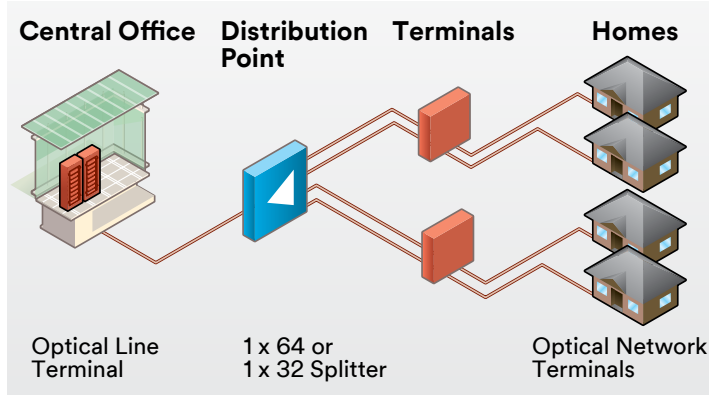 Central Office
Distribution
Point
Terminals
Homes
Optical Line
Terminal
1 x 64 or
1 x 32 Splitter
Optical Network
Terminals